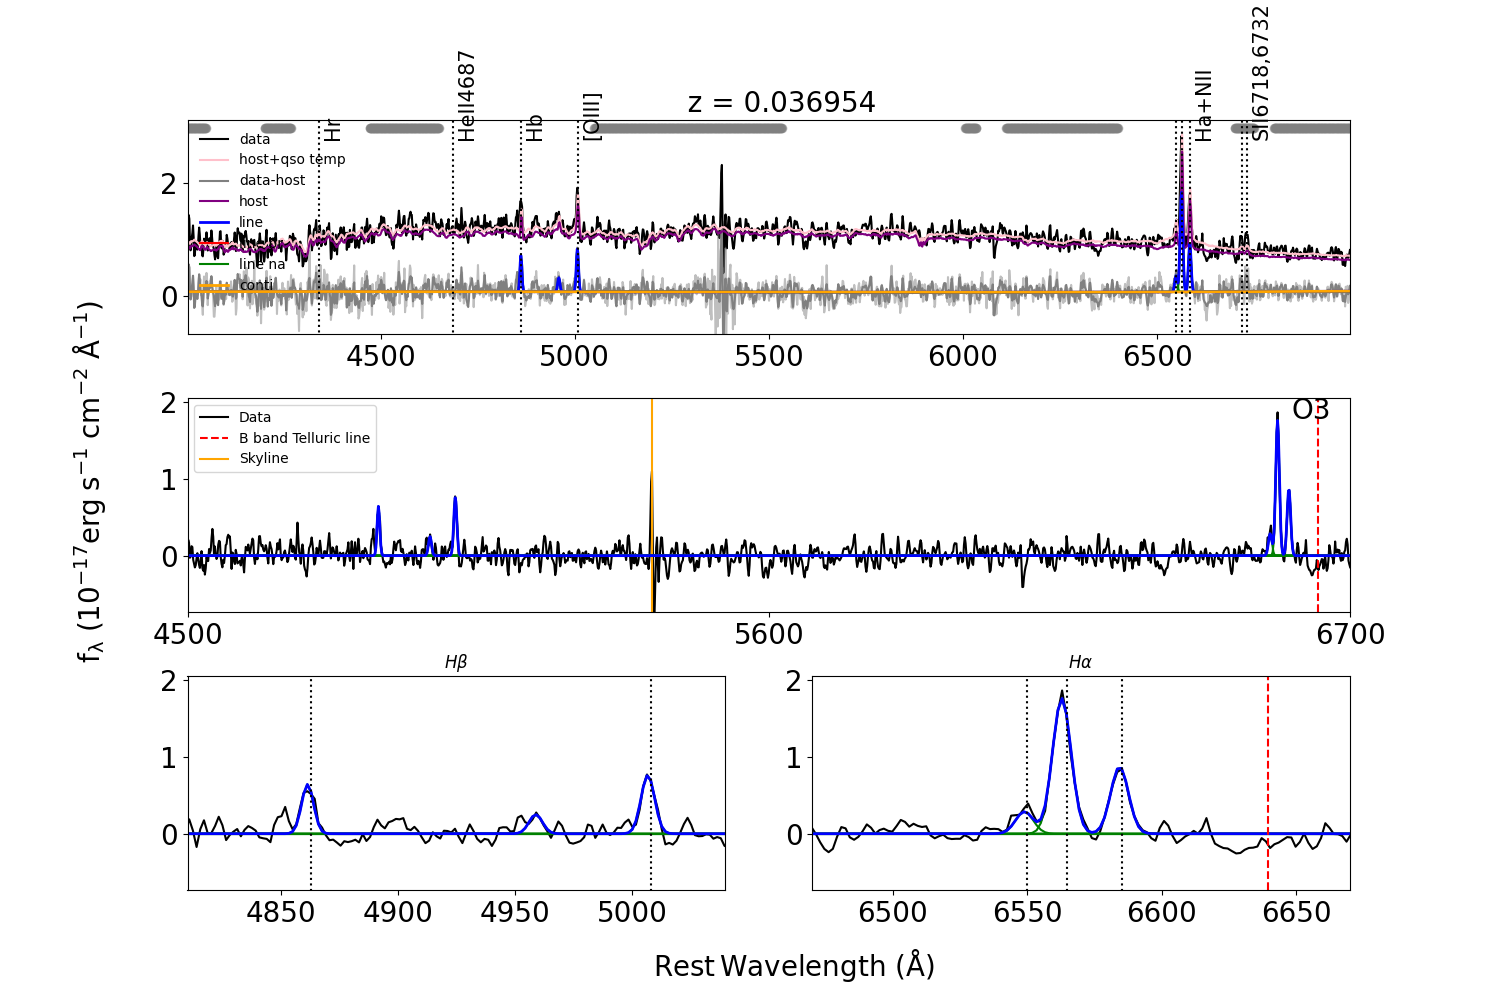 z = 0.036954
Hr
HeII4687
Hb
[OIII]
Ha+NII
SII6718,6732
data
host+qso temp
data-host
host
line
line na
conti
2
0
4500 5000 5500 6000 6500
fλ (10⁻¹⁷erg s⁻¹ cm⁻² Å⁻¹)
O3
Data
B band Telluric line
Skyline
2
1
0
4500 5600 6700
Hβ
2
1
0
4850 4900 4950 5000
Hα
2
1
0
6500 6550 6600 6650
Rest Wavelength (Å)